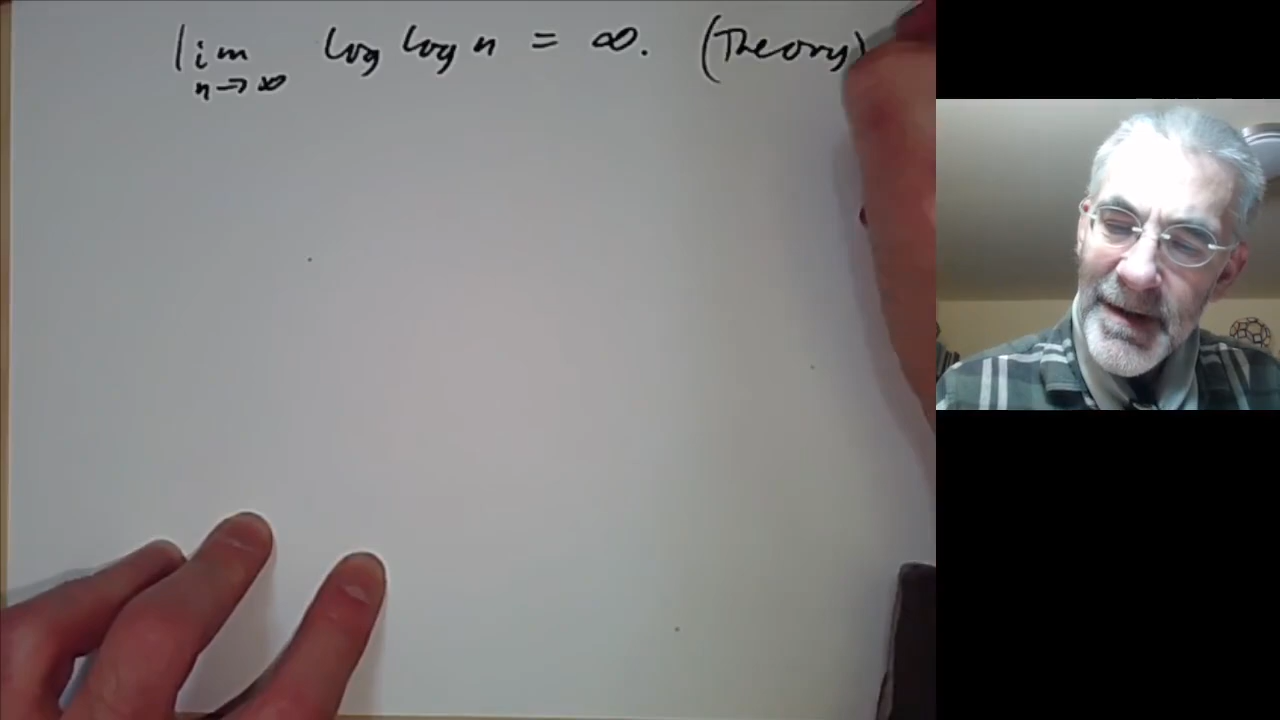 lim log log n = ∞. (Theory)
n→∞